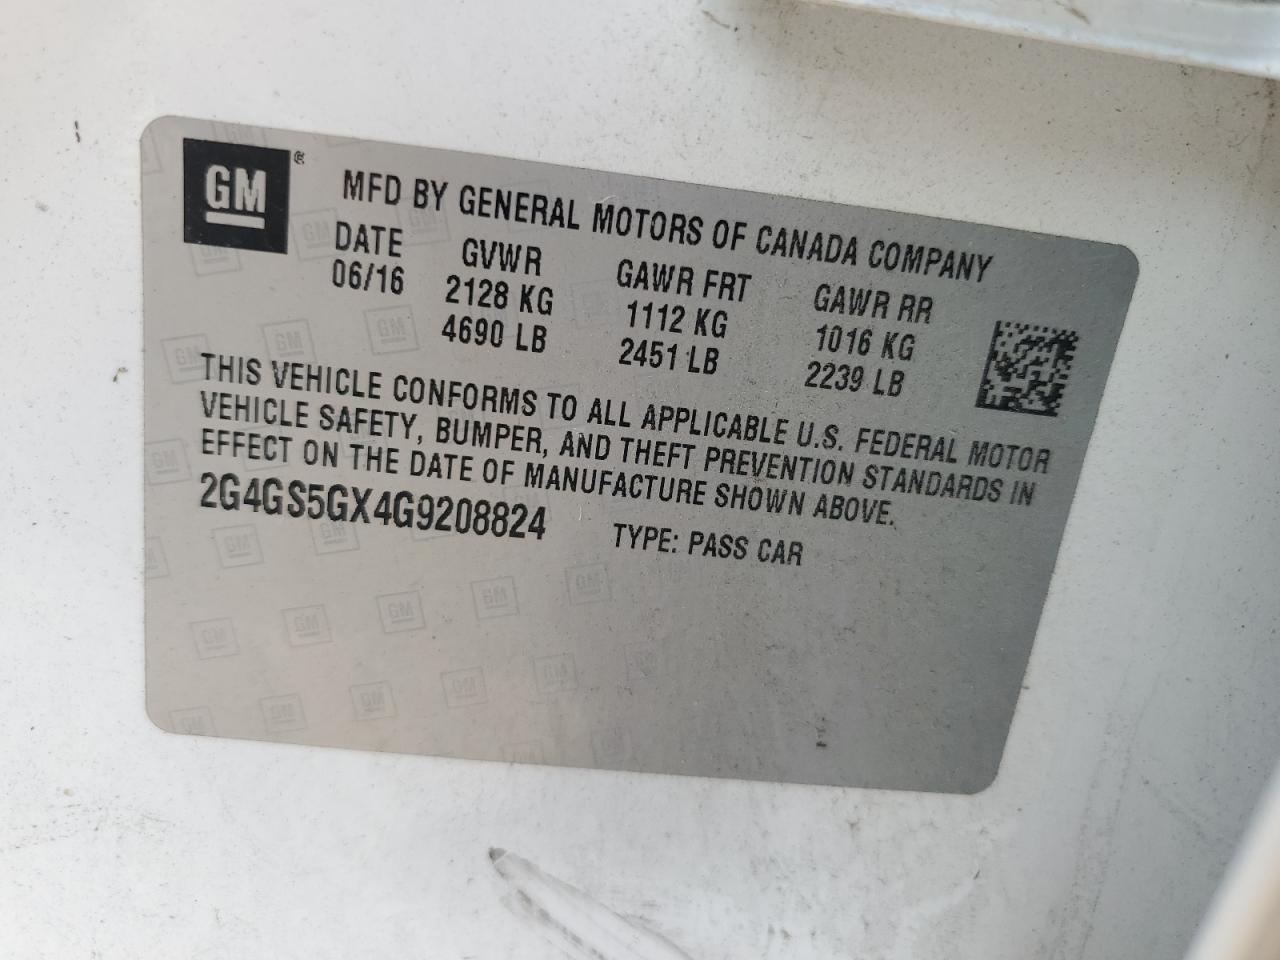 GM
MFD BY GENERAL MOTORS OF CANADA COMPANY
DATE GVWR GAWR FRT GAWR RR
06/16 2128 KG 1112 KG 1016 KG
4690 LB 2451 LB 2239 LB
THIS VEHICLE CONFORMS TO ALL APPLICABLE U.S. FEDERAL MOTOR
VEHICLE SAFETY, BUMPER, AND THEFT PREVENTION STANDARDS IN
EFFECT ON THE DATE OF MANUFACTURE SHOWN ABOVE.
2G4GS5GX4G9208824 TYPE: PASS CAR